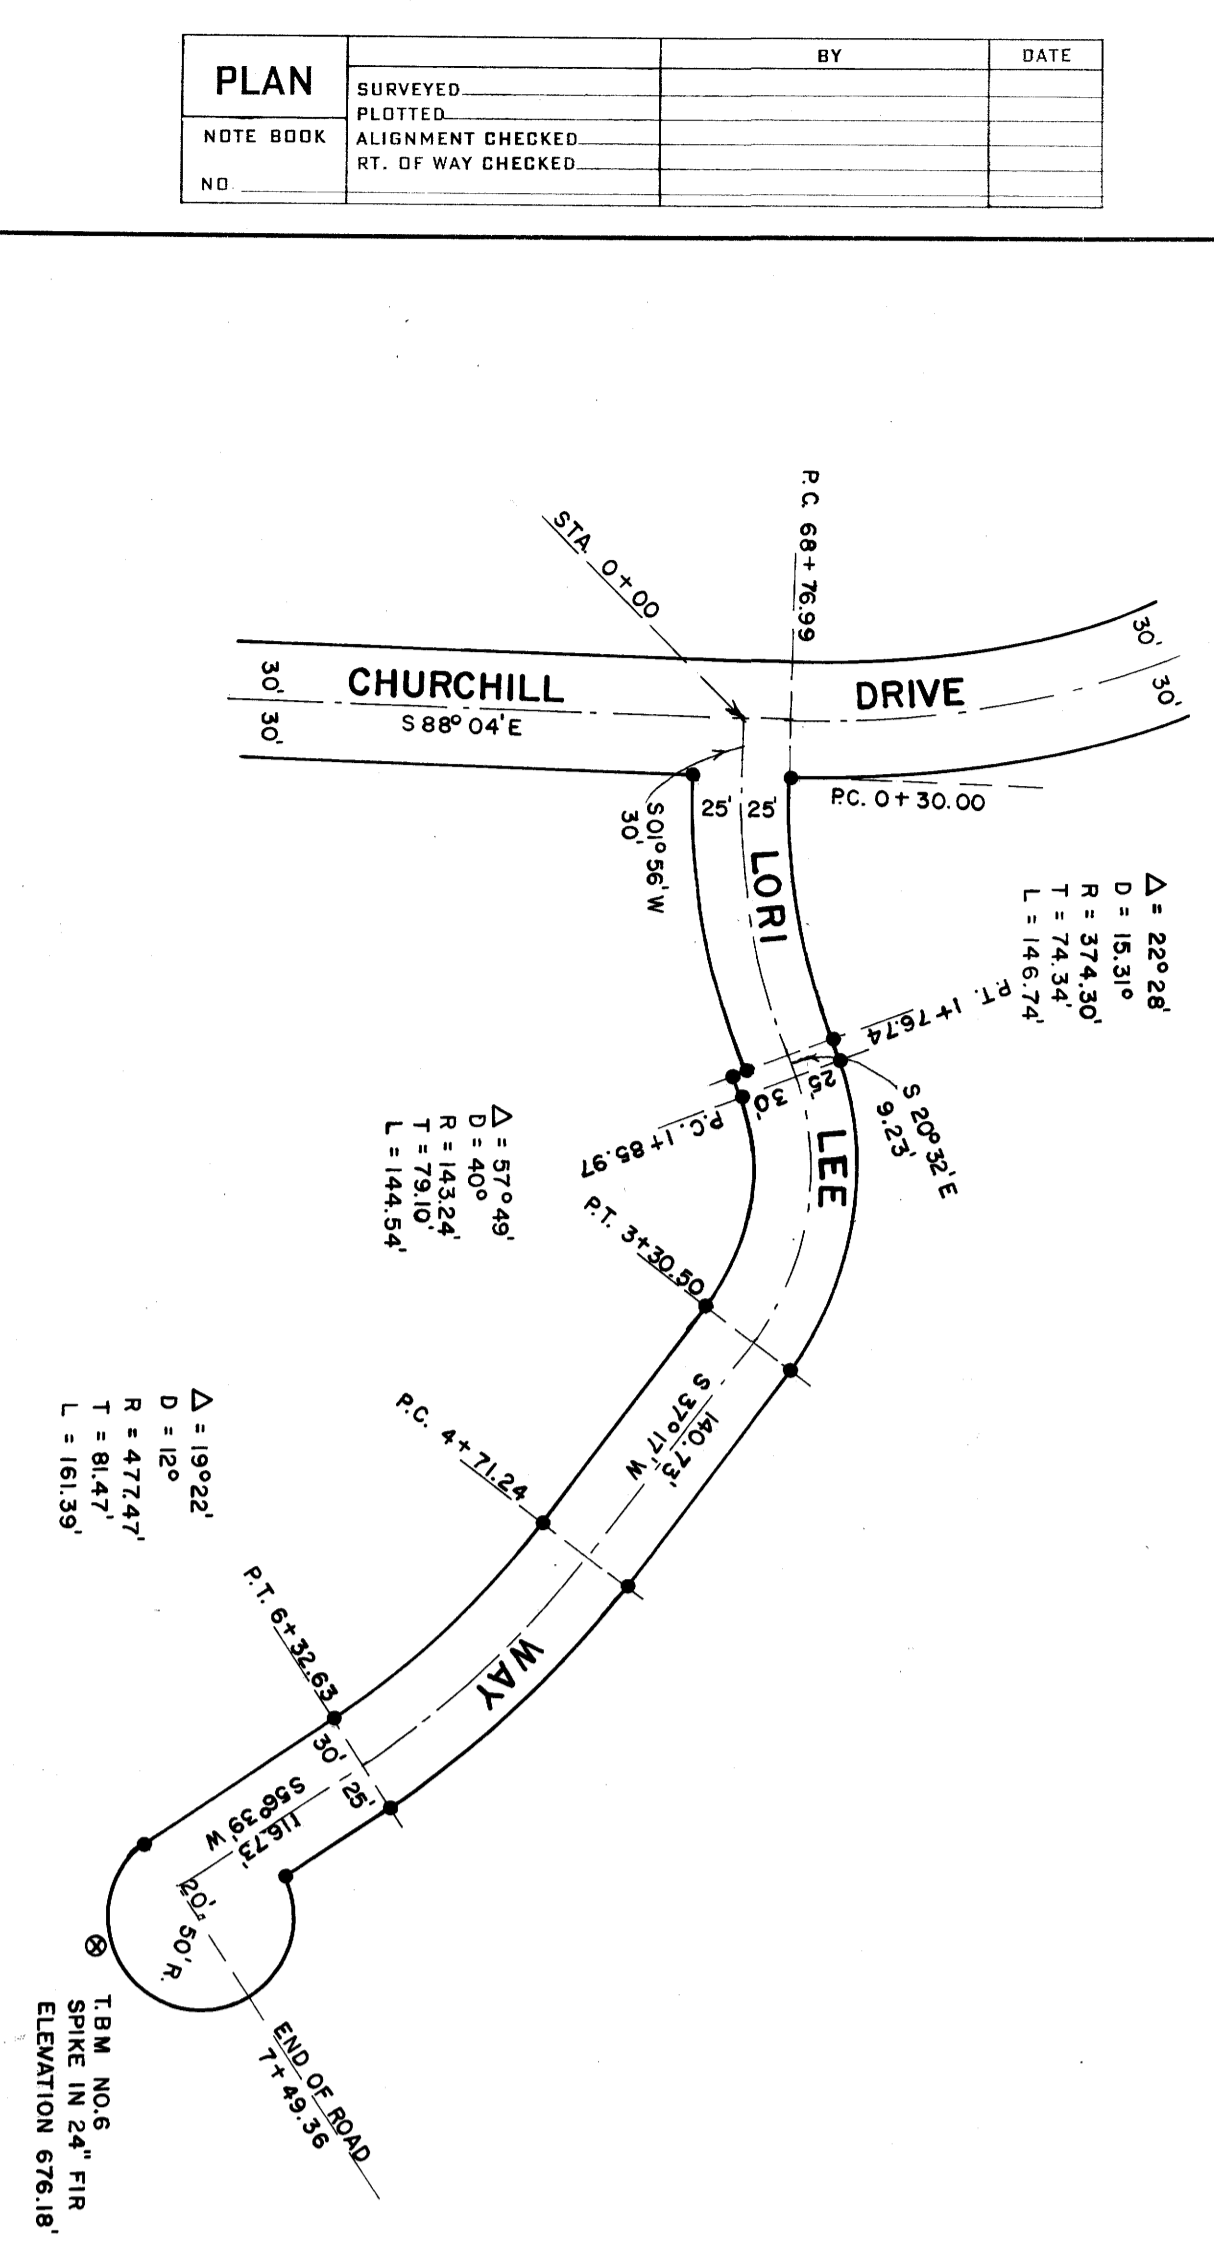 PLAN
NOTE BOOK
NO.
BY
DATE
SURVEYED
PLOTTED
ALIGNMENT CHECKED
RT. OF WAY CHECKED
P.C. 68+76.99
STA. 0+00
30'
30'
CHURCHILL DRIVE
30'
30'
S 88° 04' E
P.C. 0+30.00
25' 25'
S 01° 56' W
30'
LORI
Δ = 22° 28'
D = 15.31°
R = 374.30'
T = 74.34'
L = 146.74'
P.T. 1+76.74
25'
30'
S 20° 32' E
9.23'
P.C. 1+85.97
LEE
Δ = 57° 49'
D = 40°
R = 143.24'
T = 79.10'
L = 144.54'
P.T. 3+30.50
140.73'
S 37° 17' W
P.C. 4+71.24
Δ = 19° 22'
D = 12°
R = 477.47'
T = 81.47'
L = 161.39'
WAY
P.T. 6+32.63
30'
25'
S 56° 39' W
116.73'
20'
50' R.
END OF ROAD
7+49.36
T.B M NO.6
SPIKE IN 24" FIR
ELEVATION 676.18'